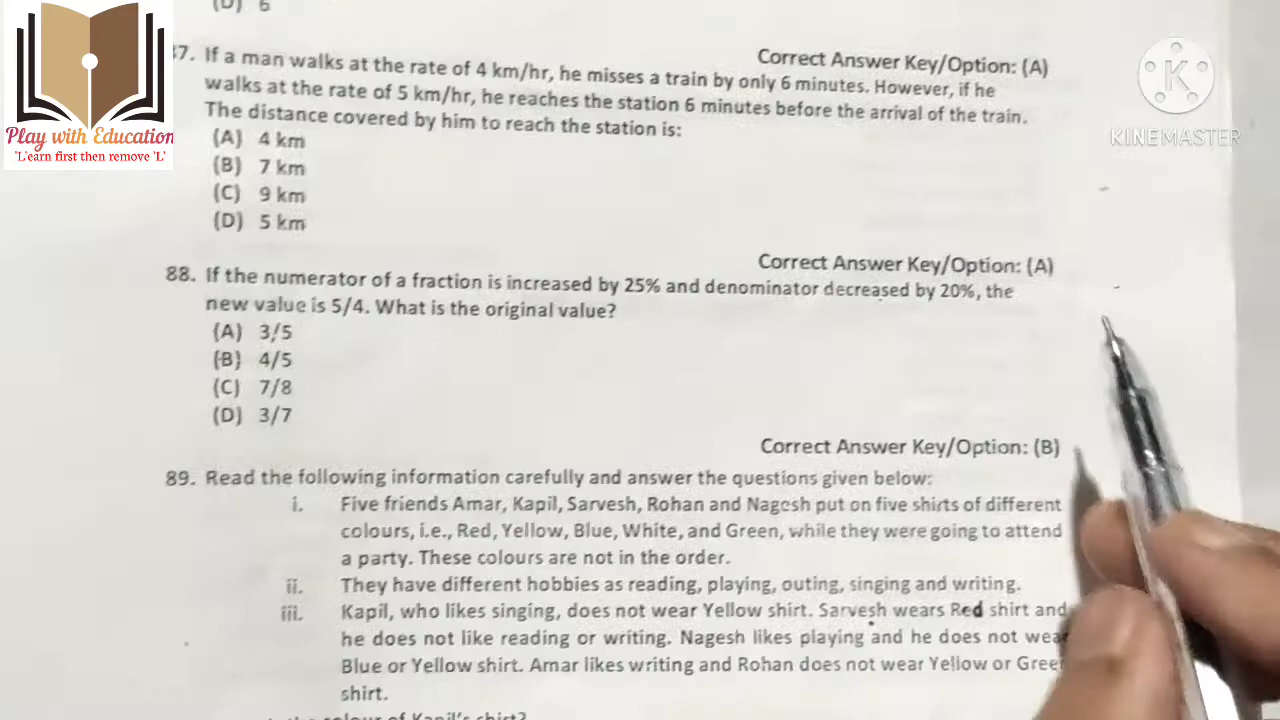 (D) 6
Correct Answer Key/Option: (A)
37. If a man walks at the rate of 4 km/hr, he misses a train by only 6 minutes. However, if he
walks at the rate of 5 km/hr, he reaches the station 6 minutes before the arrival of the train.
The distance covered by him to reach the station is:
(A) 4 km
(B) 7 km
(C) 9 km
(D) 5 km
Correct Answer Key/Option: (A)
88. If the numerator of a fraction is increased by 25% and denominator decreased by 20%, the
new value is 5/4. What is the original value?
(A) 3/5
(B) 4/5
(C) 7/8
(D) 3/7
Correct Answer Key/Option: (B)
89. Read the following information carefully and answer the questions given below:
i. Five friends Amar, Kapil, Sarvesh, Rohan and Nagesh put on five shirts of different
colours, i.e., Red, Yellow, Blue, White, and Green, while they were going to attend
a party. These colours are not in the order.
ii. They have different hobbies as reading, playing, outing, singing and writing.
iii. Kapil, who likes singing, does not wear Yellow shirt. Sarvesh wears Red shirt and
he does not like reading or writing. Nagesh likes playing and he does not wea
Blue or Yellow shirt. Amar likes writing and Rohan does not wear Yellow or Gree
shirt.
the colour of Kapil's shirt?
Play with Education
'L'earn first then remove 'L'
K
KINEMASTER